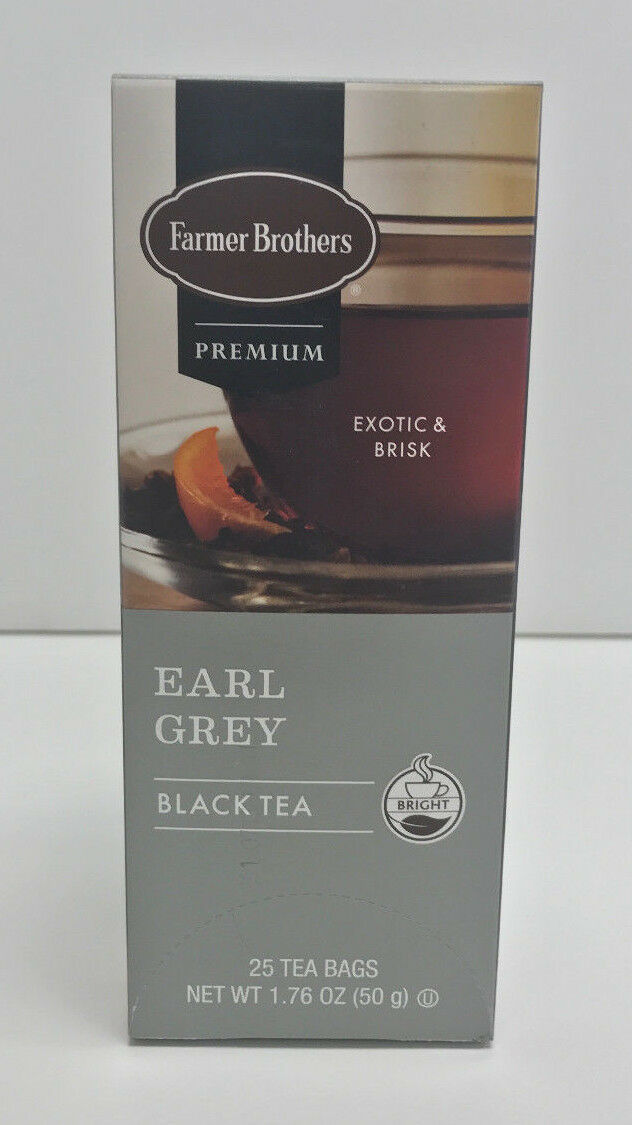 Farmer Brothers
®
PREMIUM
EXOTIC &
BRISK
EARL
GREY
BLACK TEA
BRIGHT
25 TEA BAGS
NET WT 1.76 OZ (50 g) Ⓤ